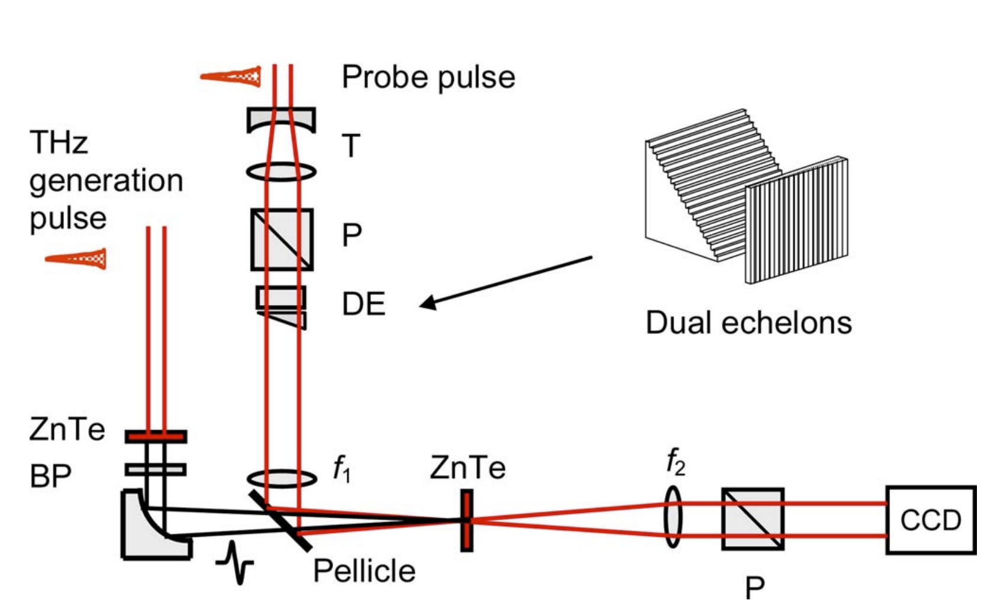 Probe pulse
T
THz
generation
pulse
P
DE
Dual echelons
ZnTe
BP
f1
ZnTe
f2
CCD
Pellicle
P